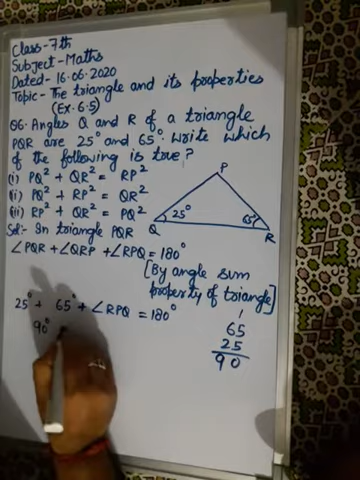 Class-7th
Subject-Maths
Dated-16.06.2020
Topic- The triangle and its properties
(Ex-6.5)
Q6. Angles Q and R of a triangle
PQR are 25° and 65°. Write which
of the following is true?
(i) PQ² + QR² = RP²
(ii) PQ² + RP² = QR²
(iii) RP² + QR² = PQ²
P
25°
65°
Q
R
Sol:- In triangle PQR
∠PQR + ∠QRP + ∠RPQ = 180°
[By angle sum
property of triangle]
25° + 65° + ∠RPQ = 180°
90°
1
65
25
90